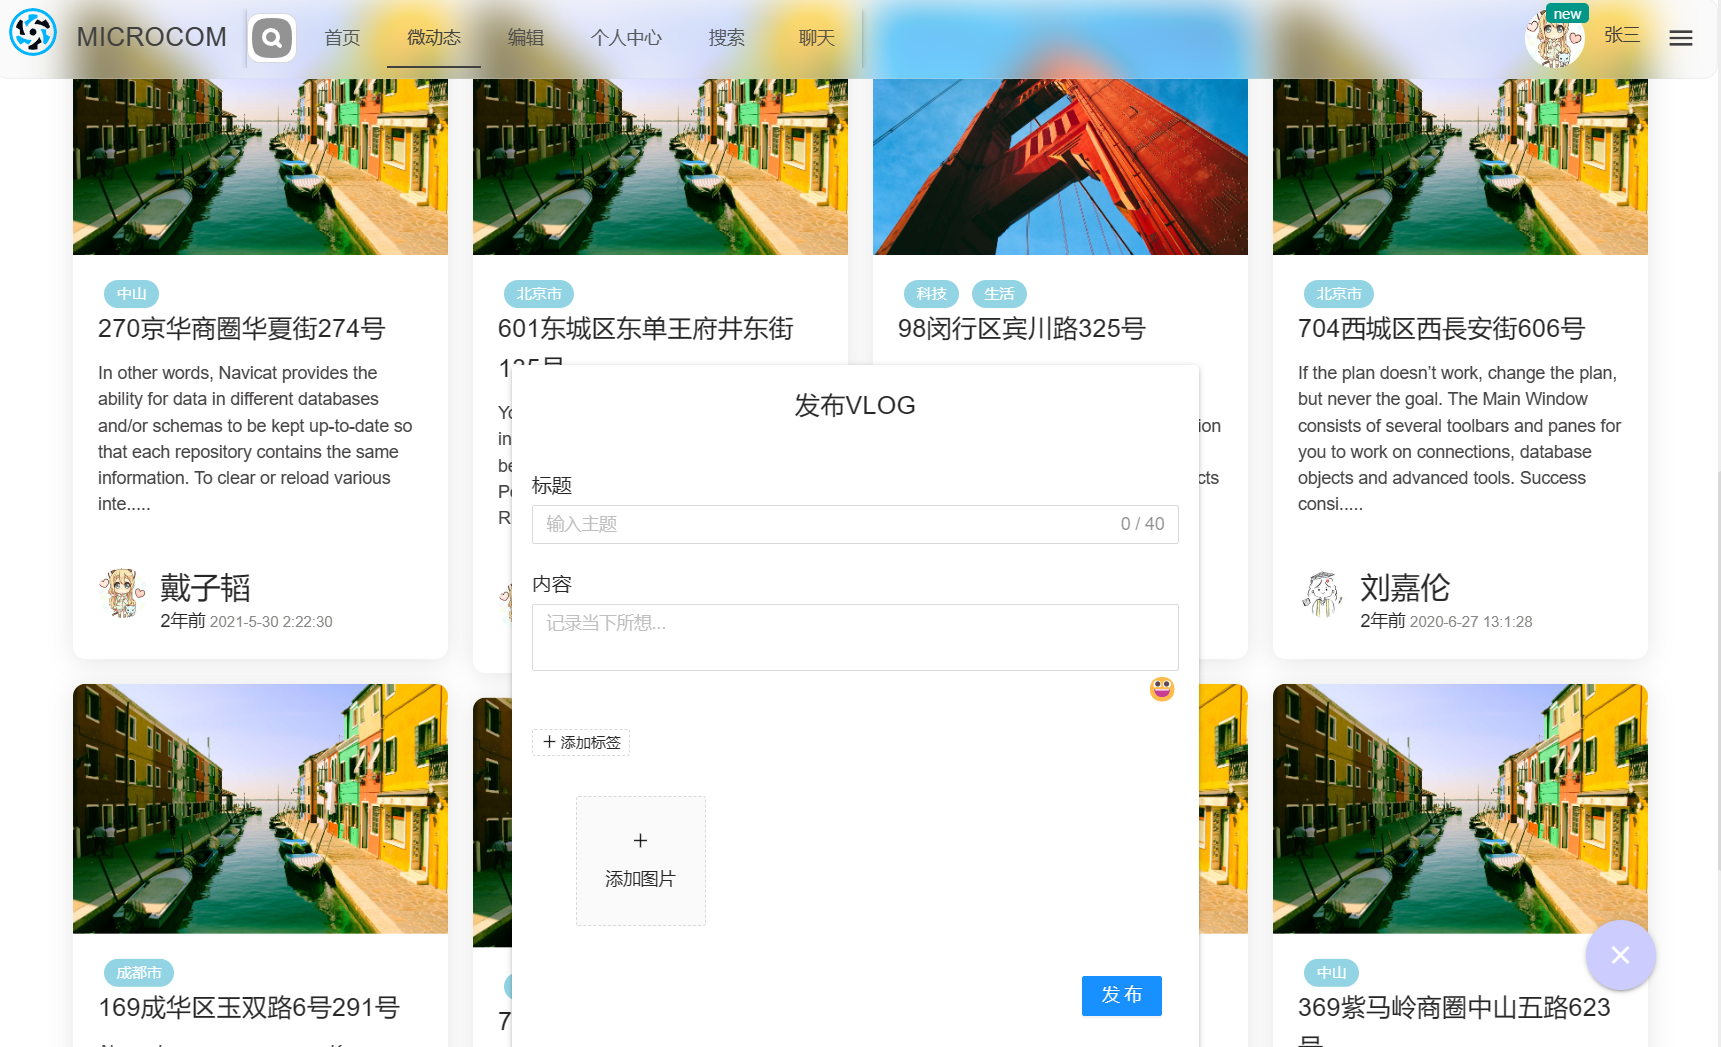 MICROCOM
首页
微动态
编辑
个人中心
搜索
聊天
new
张三
中山
270京华商圈华夏街274号
In other words, Navicat provides the
ability for data in different databases
and/or schemas to be kept up-to-date so
that each repository contains the same
information. To clear or reload various
inte.....
戴子韬
2年前 2021-5-30 2:22:30
北京市
601东城区东单王府井东街
科技 生活
98闵行区宾川路325号
北京市
704西城区西長安街606号
If the plan doesn’t work, change the plan,
but never the goal. The Main Window
consists of several toolbars and panes for
you to work on connections, database
objects and advanced tools. Success
consi.....
刘嘉伦
2年前 2020-6-27 13:1:28
发布VLOG
标题
输入主题
0 / 40
内容
记录当下所想...
+ 添加标签
+
添加图片
发 布
成都市
169成华区玉双路6号291号
中山
369紫马岭商圈中山五路623
号